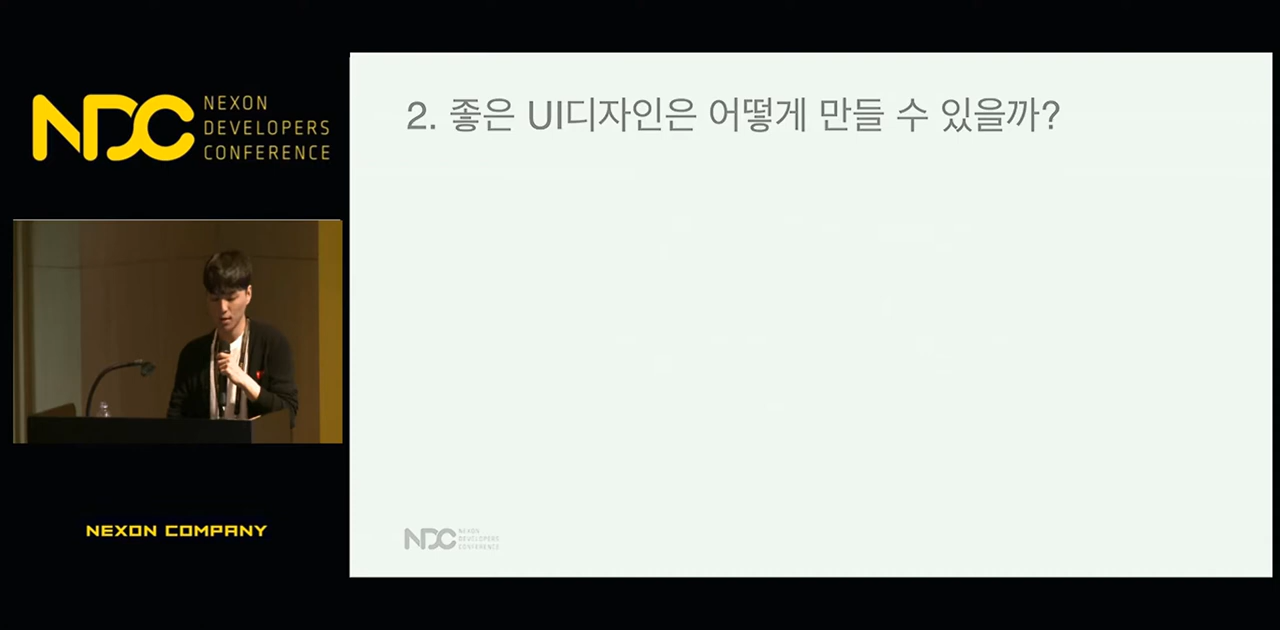 NDC
NEXON
DEVELOPERS
CONFERENCE
2. 좋은 UI디자인은 어떻게 만들 수 있을까?
NEXON COMPANY
NDC
NEXON
DEVELOPERS
CONFERENCE